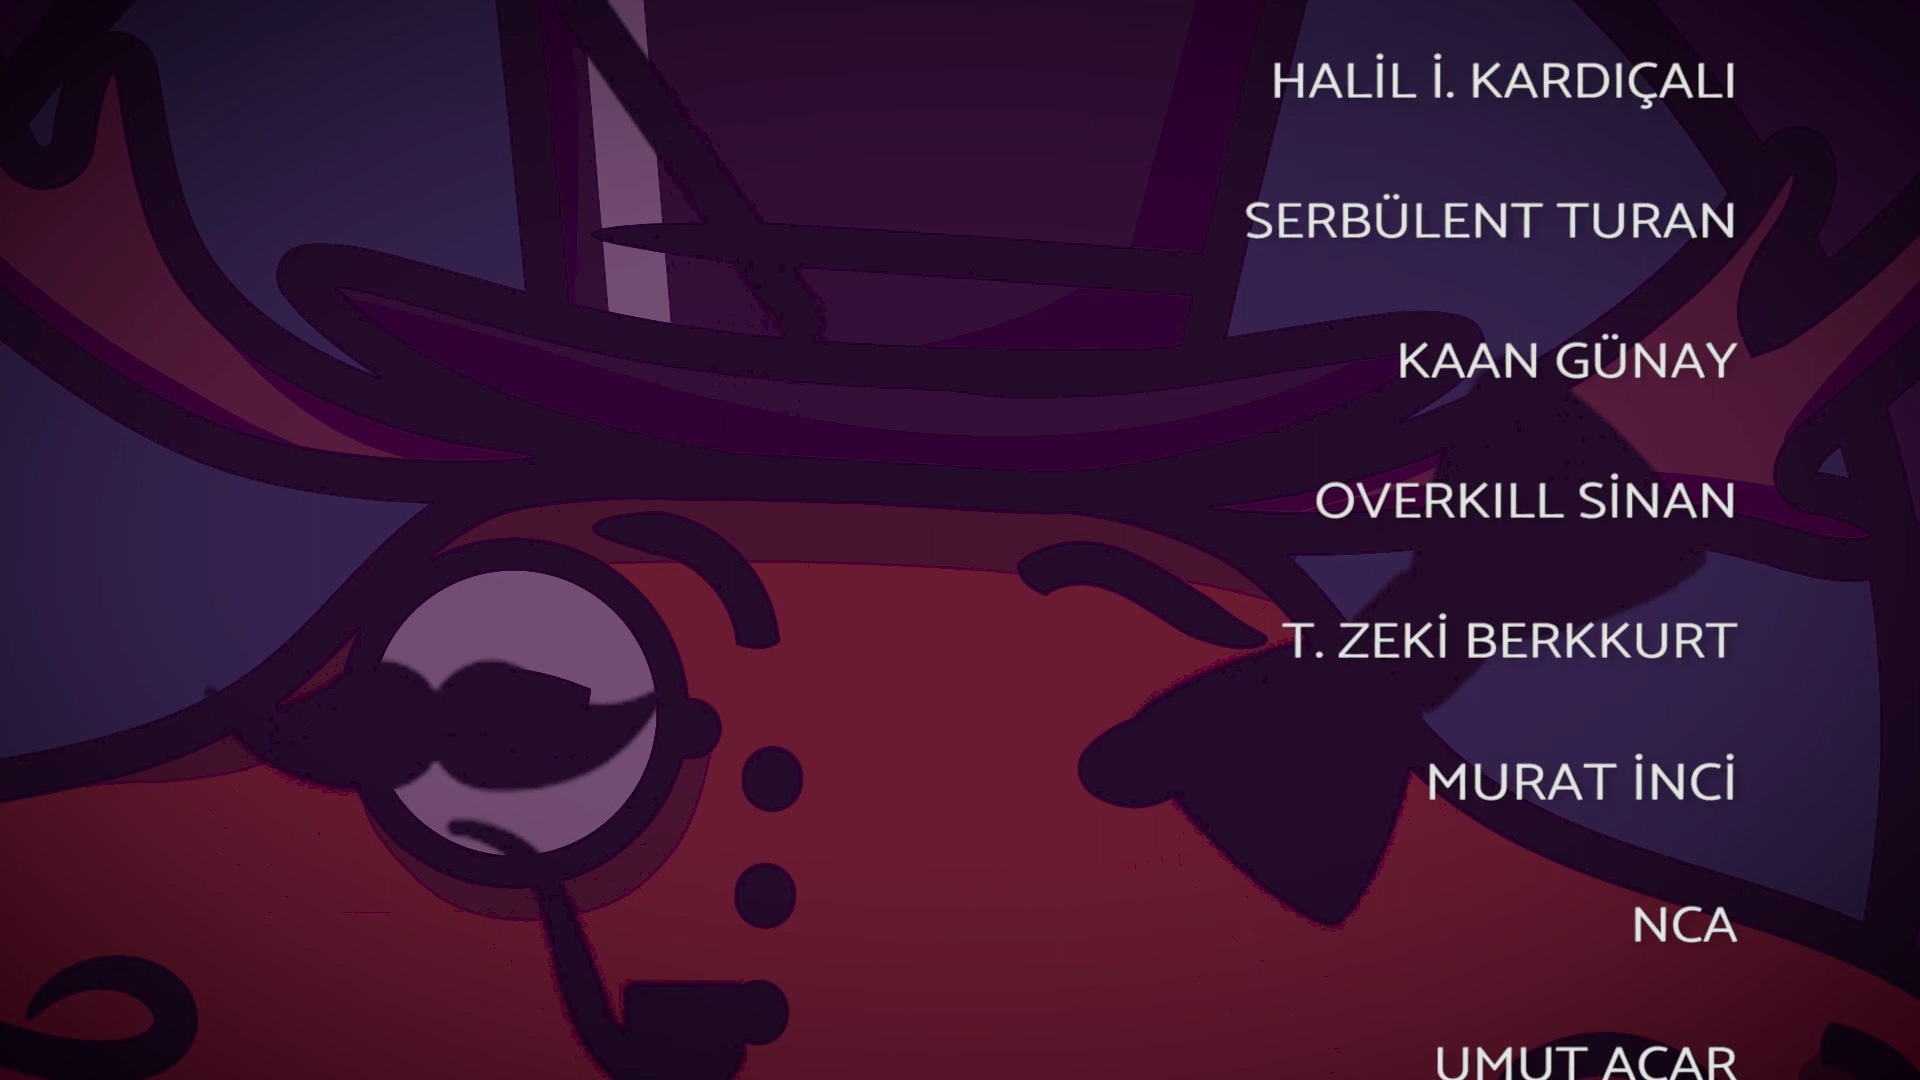 HALİL İ. KARDIÇALI
SERBÜLENT TURAN
KAAN GÜNAY
OVERKILL SİNAN
T. ZEKİ BERKKURT
MURAT İNCİ
NCA
UMUT ACAR